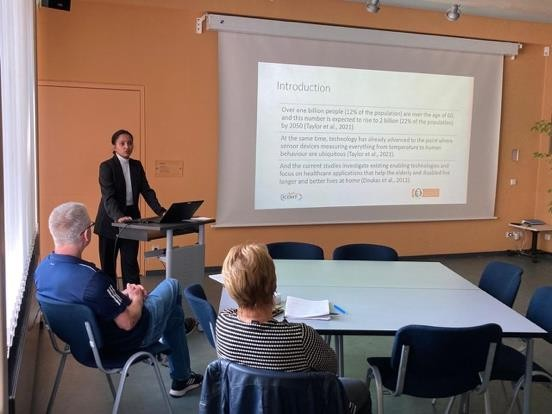 Introduction
Over one billion people (12% of the population) are over the age of 60,
and this number is expected to rise to 2 billion (22% of the population)
by 2050 (Taylor et al., 2021)
At the same time, technology has already advanced to the point where
sensor devices measuring everything from temperature to human
behaviour are ubiquitous (Taylor et al., 2021).
And the current studies investigate existing enabling technologies and
focus on healthcare applications that help the elderly and disabled live
longer and better lives at home (Doukas et al., 2011).